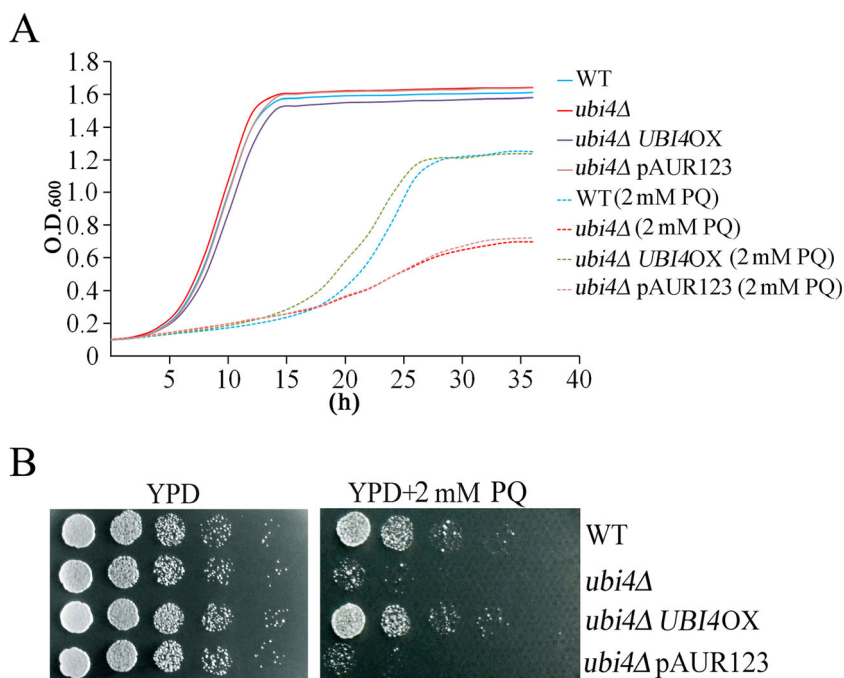 A
O.D.600
1.8
1.6
1.4
1.2
1.0
0.8
0.6
0.4
0.2
0
5
10
15
20
25
30
35
40
(h)
WT
ubi4Δ
ubi4Δ UBI4OX
ubi4Δ pAUR123
WT (2 mM PQ)
ubi4Δ (2 mM PQ)
ubi4Δ UBI4OX (2 mM PQ)
ubi4Δ pAUR123 (2 mM PQ)
B
YPD
YPD+2 mM PQ
WT
ubi4Δ
ubi4Δ UBI4OX
ubi4Δ pAUR123